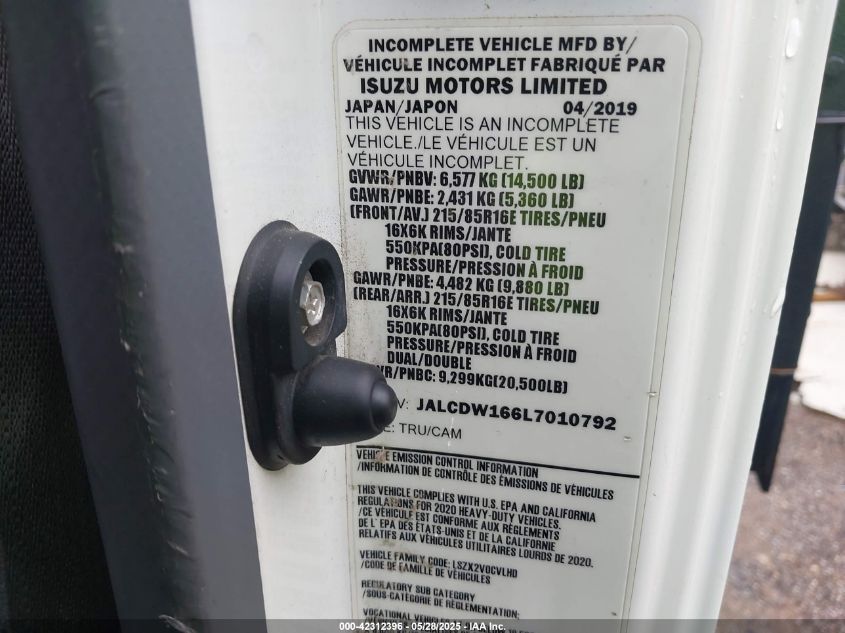 INCOMPLETE VEHICLE MFD BY/
VÉHICULE INCOMPLET FABRIQUÉ PAR
ISUZU MOTORS LIMITED
JAPAN/JAPON 04/2019
THIS VEHICLE IS AN INCOMPLETE
VEHICLE./LE VÉHICULE EST UN
VÉHICULE INCOMPLET.
GVWR/PNBV: 6,577 KG (14,500 LB)
GAWR/PNBE: 2,431 KG (5,360 LB)
(FRONT/AV.) 215/85R16E TIRES/PNEU
16X6K RIMS/JANTE
550KPA(80PSI), COLD TIRE
PRESSURE/PRESSION À FROID
GAWR/PNBE: 4,482 KG (9,880 LB)
(REAR/ARR.) 215/85R16E TIRES/PNEU
16X6K RIMS/JANTE
550KPA(80PSI), COLD TIRE
PRESSURE/PRESSION À FROID
DUAL/DOUBLE
WR/PNBC: 9,299KG(20,500LB)
V: JALCDW166L7010792
E: TRU/CAM
VEHICLE EMISSION CONTROL INFORMATION
/INFORMATION DE CONTRÔLE DES ÉMISSIONS DE VÉHICULES
THIS VEHICLE COMPLIES WITH U.S. EPA AND CALIFORNIA
REGULATIONS FOR 2020 HEAVY-DUTY VEHICLES.
/CE VÉHICULE EST CONFORME AUX RÈGLEMENTS
DE L' EPA DES ÉTATS-UNIS ET DE LA CALIFORNIE
RELATIFS AUX VÉHICULES UTILITAIRES LOURDS DE 2020.
VEHICLE FAMILY CODE: LSZX2VOCVLHD
/CODE DE FAMILLE DE VÉHICULES
REGULATORY SUB CATEGORY
/SOUS-CATÉGORIE DE RÉGLEMENTATION:
VOCATIONAL
000-42312396 - 05/28/2025 - IAA, Inc.